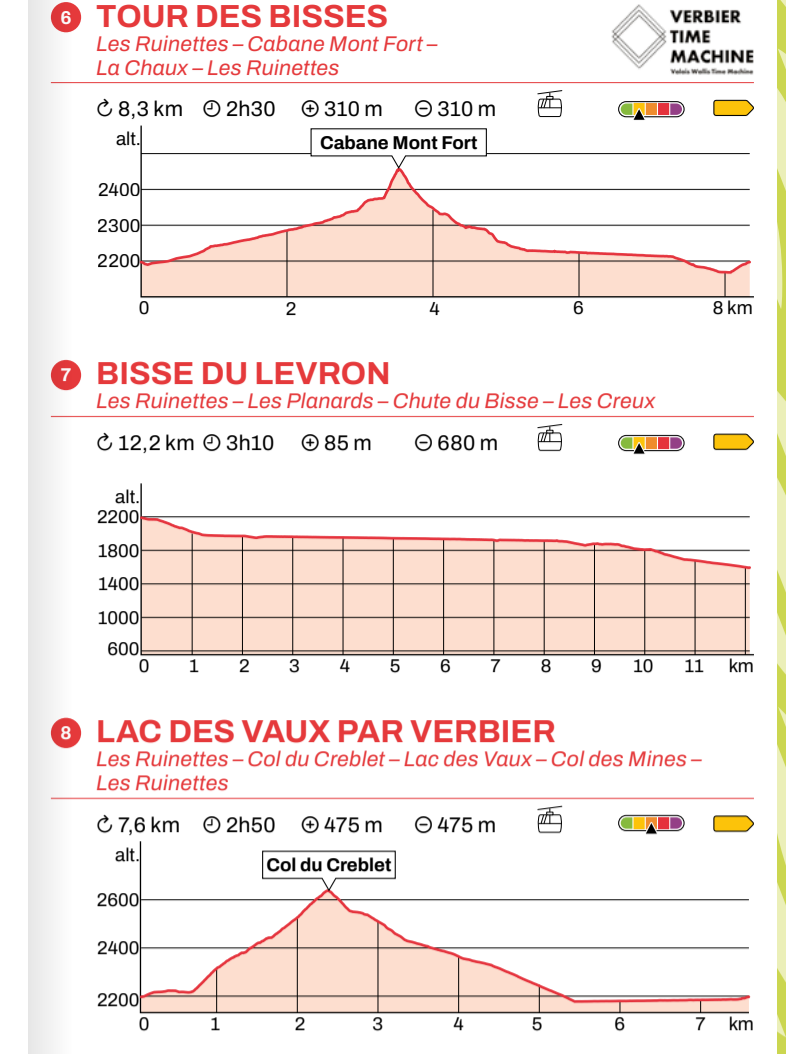 6 TOUR DES BISSES
Les Ruinettes – Cabane Mont Fort –
La Chaux – Les Ruinettes
VERBIER
TIME
MACHINE
Valais Wallis Time Machine
8,3 km 2h30 310 m 310 m
alt.
Cabane Mont Fort
2400
2300
2200
0 2 4 6 8 km
7 BISSE DU LEVRON
Les Ruinettes – Les Planards – Chute du Bisse – Les Creux
12,2 km 3h10 85 m 680 m
alt.
2200
1800
1400
1000
600
0 1 2 3 4 5 6 7 8 9 10 11 km
8 LAC DES VAUX PAR VERBIER
Les Ruinettes – Col du Creblet – Lac des Vaux – Col des Mines –
Les Ruinettes
7,6 km 2h50 475 m 475 m
alt.
Col du Creblet
2600
2400
2200
0 1 2 3 4 5 6 7 km